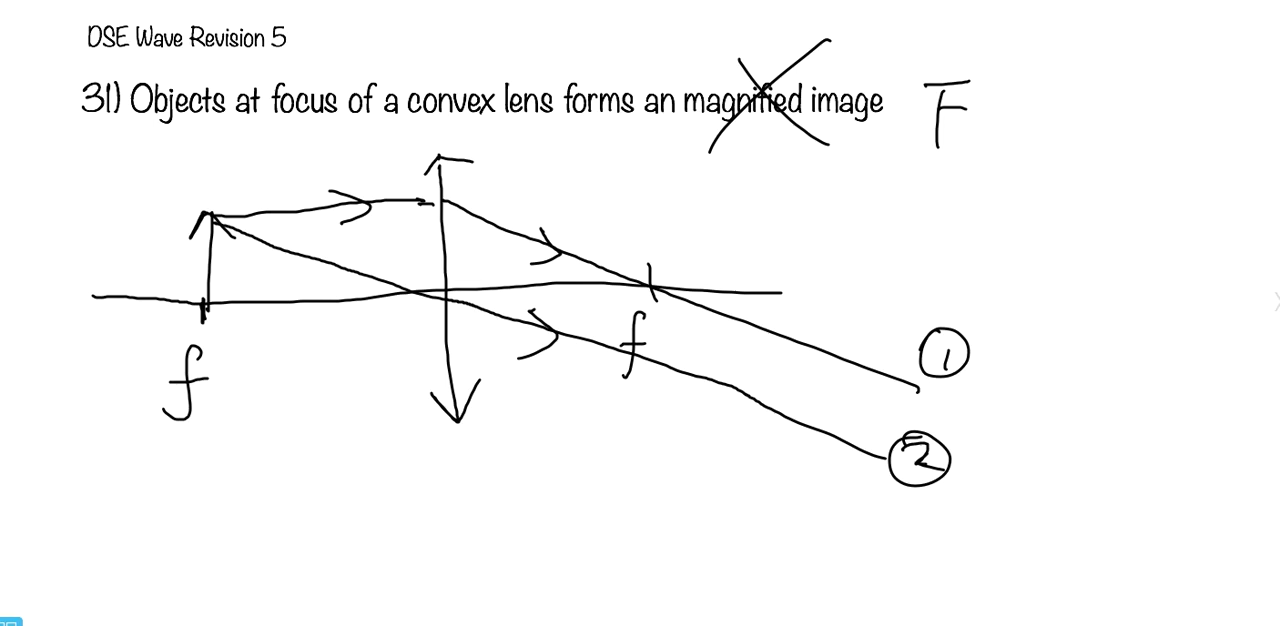 DSE Wave Revision 5
31) Objects at focus of a convex lens forms an magnified image F
f
f
1
2